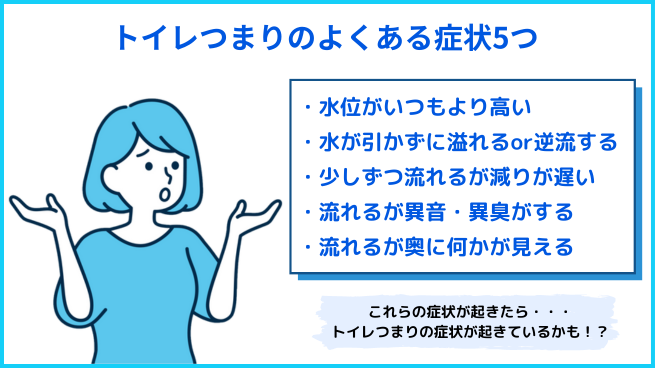 トイレつまりのよくある症状5つ
・水位がいつもより高い
・水が引かずに溢れるor逆流する
・少しずつ流れるが減りが遅い
・流れるが異音・異臭がする
・流れるが奥に何かが見える
これらの症状が起きたら・・・
トイレつまりの症状が起きているかも！？